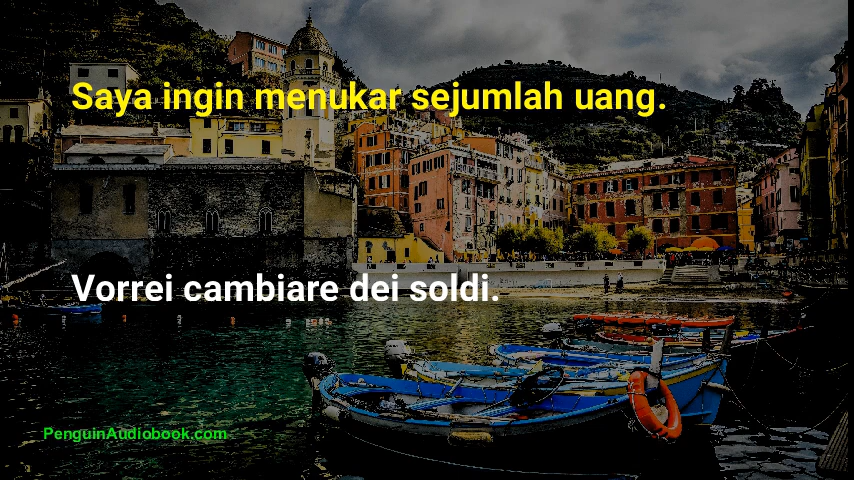 Saya ingin menukar sejumlah uang.
Vorrei cambiare dei soldi.
PenguinAudiobook.com